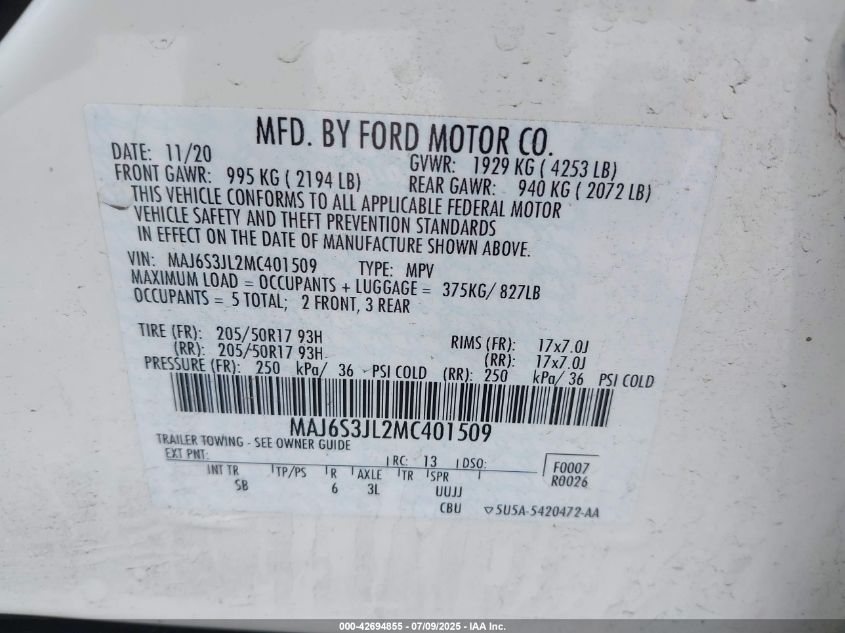 MFD. BY FORD MOTOR CO.
DATE: 11/20
GVWR: 1929 KG ( 4253 LB)
FRONT GAWR: 995 KG ( 2194 LB)
REAR GAWR: 940 KG ( 2072 LB)
THIS VEHICLE CONFORMS TO ALL APPLICABLE FEDERAL MOTOR
VEHICLE SAFETY AND THEFT PREVENTION STANDARDS
IN EFFECT ON THE DATE OF MANUFACTURE SHOWN ABOVE.
VIN: MAJ6S3JL2MC401509 TYPE: MPV
MAXIMUM LOAD = OCCUPANTS + LUGGAGE = 375KG/ 827LB
OCCUPANTS = 5 TOTAL; 2 FRONT, 3 REAR
TIRE (FR): 205/50R17 93H RIMS (FR): 17x7.0J
(RR): 205/50R17 93H (RR): 17x7.0J
PRESSURE (FR): 250 kPa/ 36 PSI COLD (RR): 250 kPa/ 36 PSI COLD
MAJ6S3JL2MC401509
TRAILER TOWING - SEE OWNER GUIDE
EXT PNT: RC: 13 DSO: F0007
R0026
INT TR TP/PS R AXLE TR SPR
SB 6 3L UUJJ
CBU 5U5A-5420472-AA
000-42694855 - 07/09/2025 - IAA Inc.